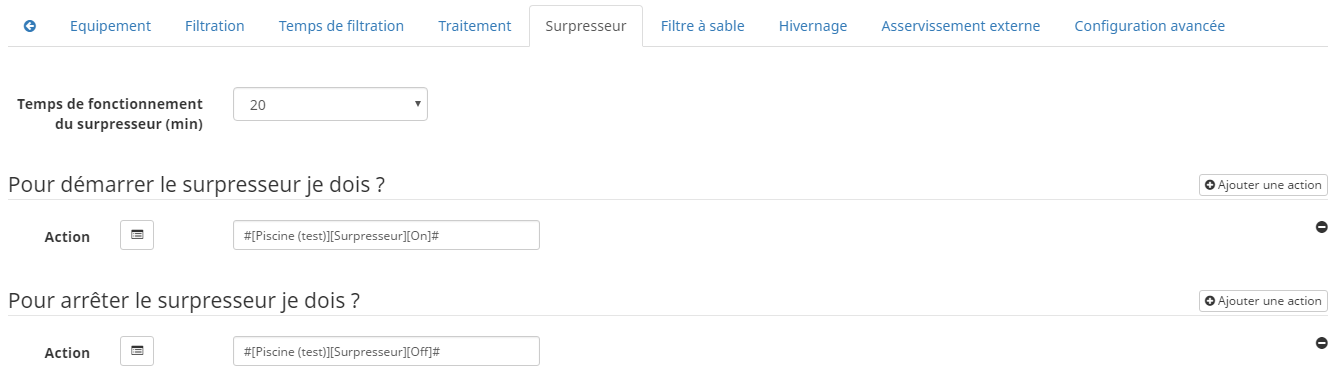 Equipement Filtration Temps de filtration Traitement Surpresseur Filtre à sable Hivernage Asservissement externe Configuration avancée
Temps de fonctionnement 20
du surpresseur (min)
Pour démarrer le surpresseur je dois ? Ajouter une action
Action #[Piscine (test)][Surpresseur][On]#
Pour arrêter le surpresseur je dois ? Ajouter une action
Action #[Piscine (test)][Surpresseur][Off]#